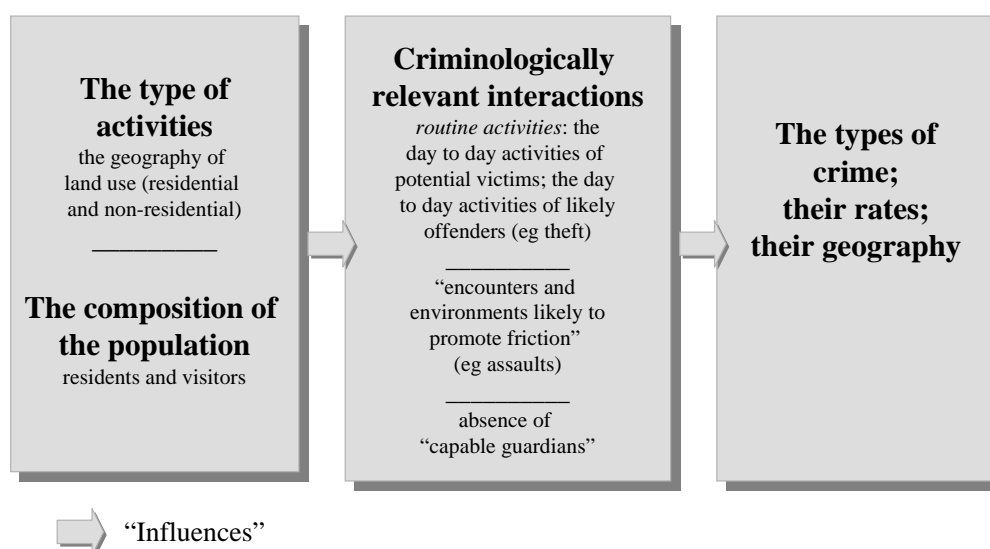 The type of
activities
the geography of
land use (residential
and non-residential)
__________
The composition of
the population
residents and visitors
Criminologically
relevant interactions
routine activities: the
day to day activities of
potential victims; the day
to day activities of likely
offenders (eg theft)
__________
“encounters and
environments likely to
promote friction”
(eg assaults)
__________
absence of
“capable guardians”
The types of
crime;
their rates;
their geography
“Influences”